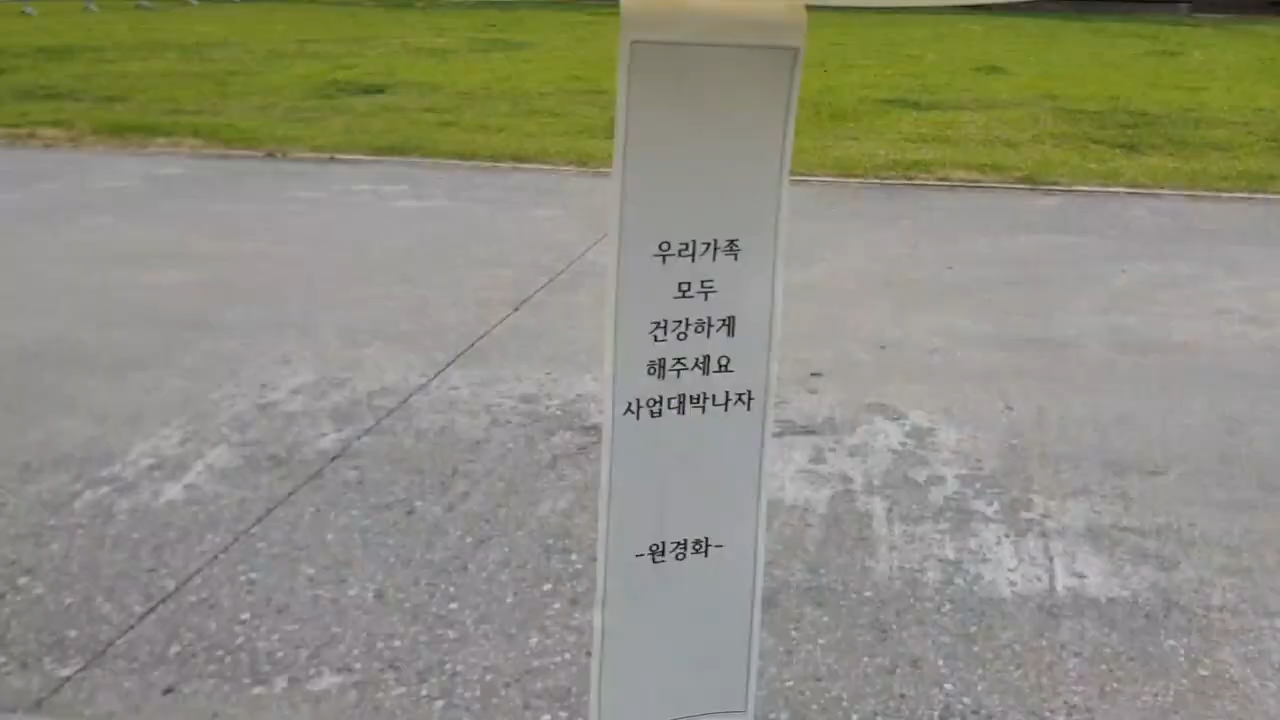 우리가족
모두
건강하게
해주세요
사업대박나자
-원경화-